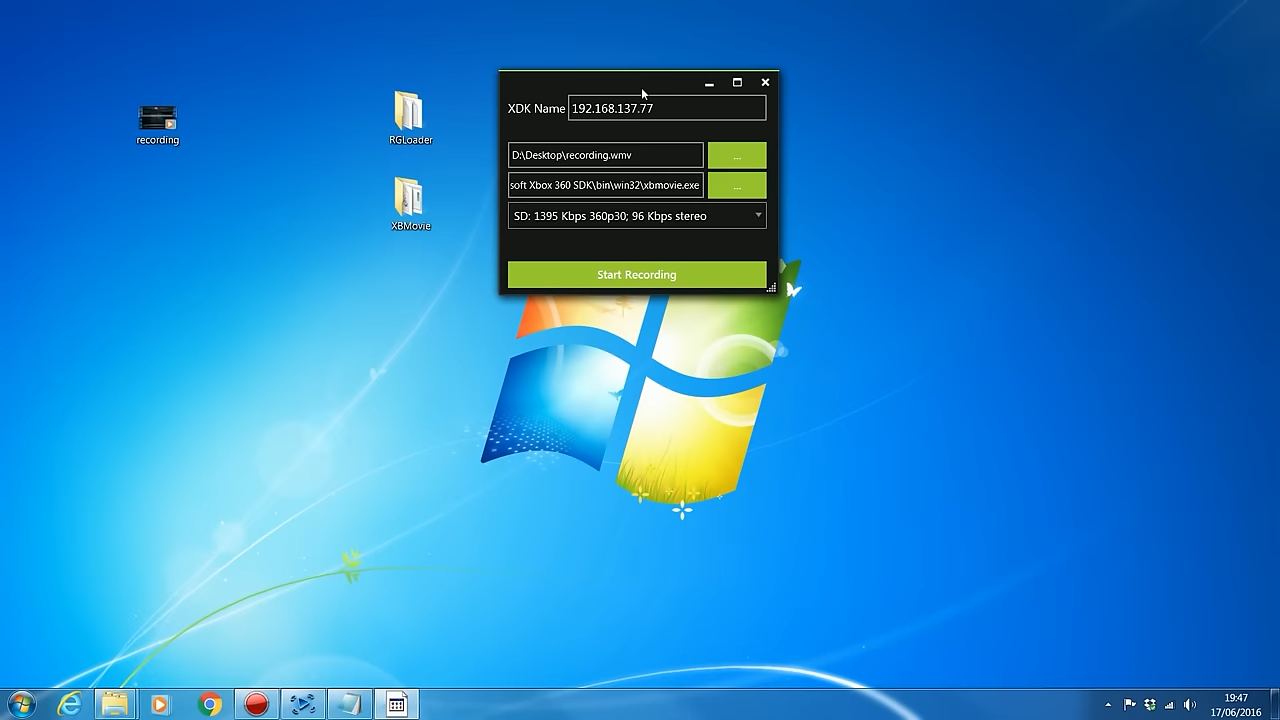 XDK Name 192.168.137.77
D:\Desktop\recording.wmv ...
soft Xbox 360 SDK\bin\win32\xbmovie.exe ...
SD: 1395 Kbps 360p30; 96 Kbps stereo
Start Recording
recording
RGLoader
XBMovie
19:47
17/06/2016